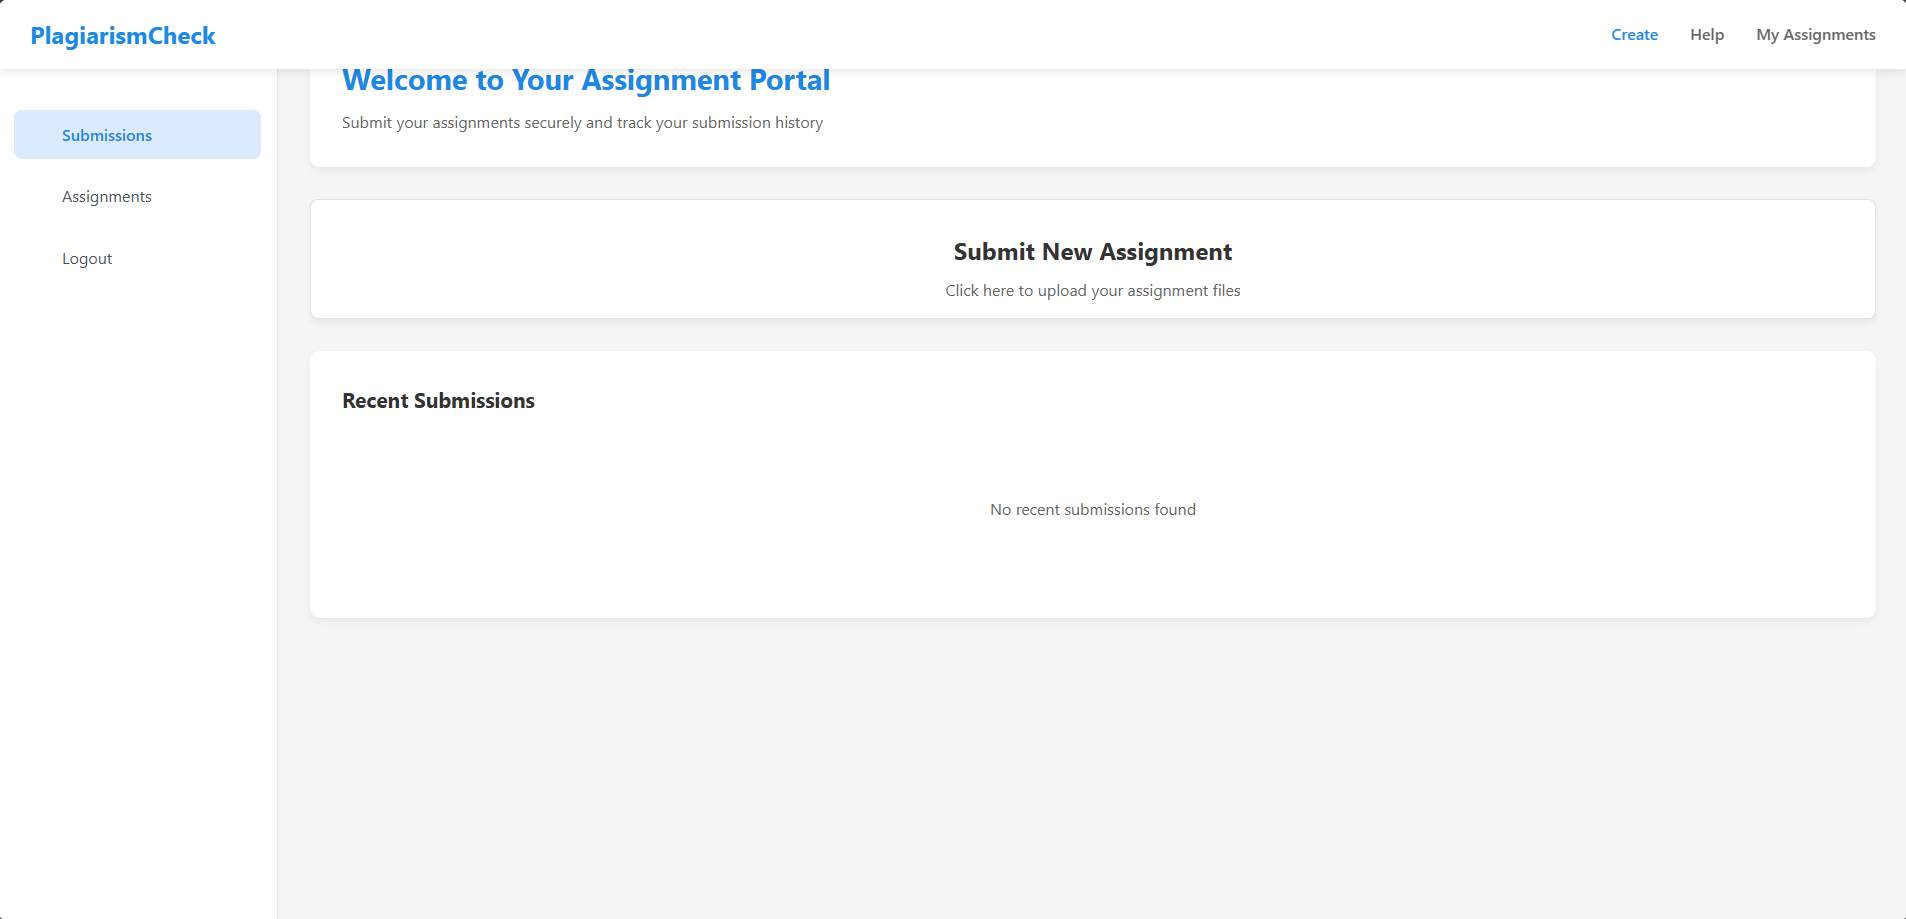 PlagiarismCheck
Create
Help
My Assignments
Submissions
Assignments
Logout
Welcome to Your Assignment Portal
Submit your assignments securely and track your submission history
Submit New Assignment
Click here to upload your assignment files
Recent Submissions
No recent submissions found